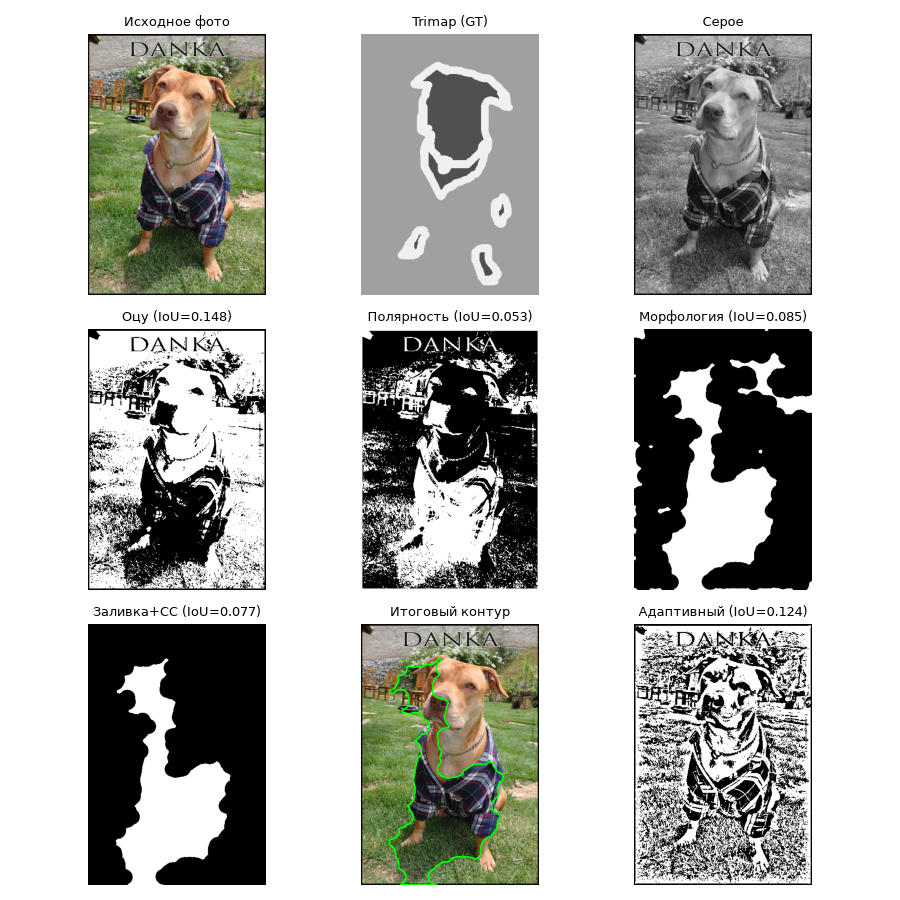 Исходное фото
Trimap (GT)
Серое
DANKA
DANKA
Оцу (IoU=0.148)
Полярность (IoU=0.053)
Морфология (IoU=0.085)
DANKA
DANKA
Заливка+CC (IoU=0.077)
Итоговый контур
Адаптивный (IoU=0.124)
DANKA
DANKA